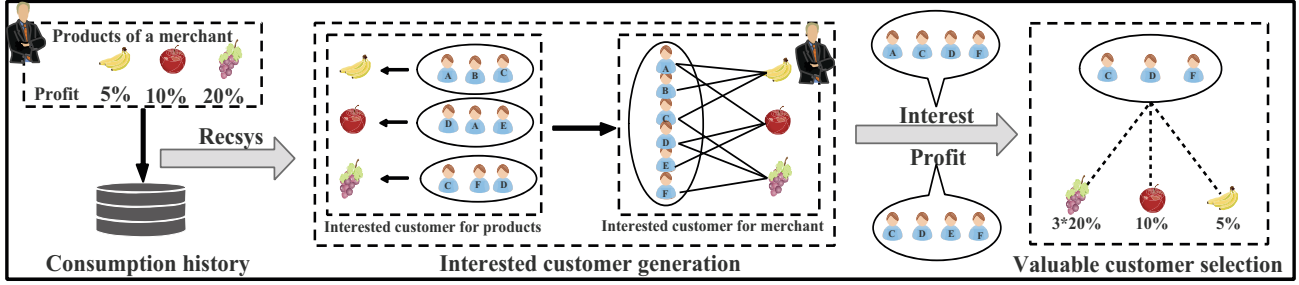 Products of a merchant
Profit 5% 10% 20%
Recsys
Consumption history
A B C
D A E
C F D
Interested customer for products
A
B
C
D
E
F
Interested customer for merchant
Interested customer generation
A C D F
Interest
Profit
C D E F
C D F
3*20% 10% 5%
Valuable customer selection